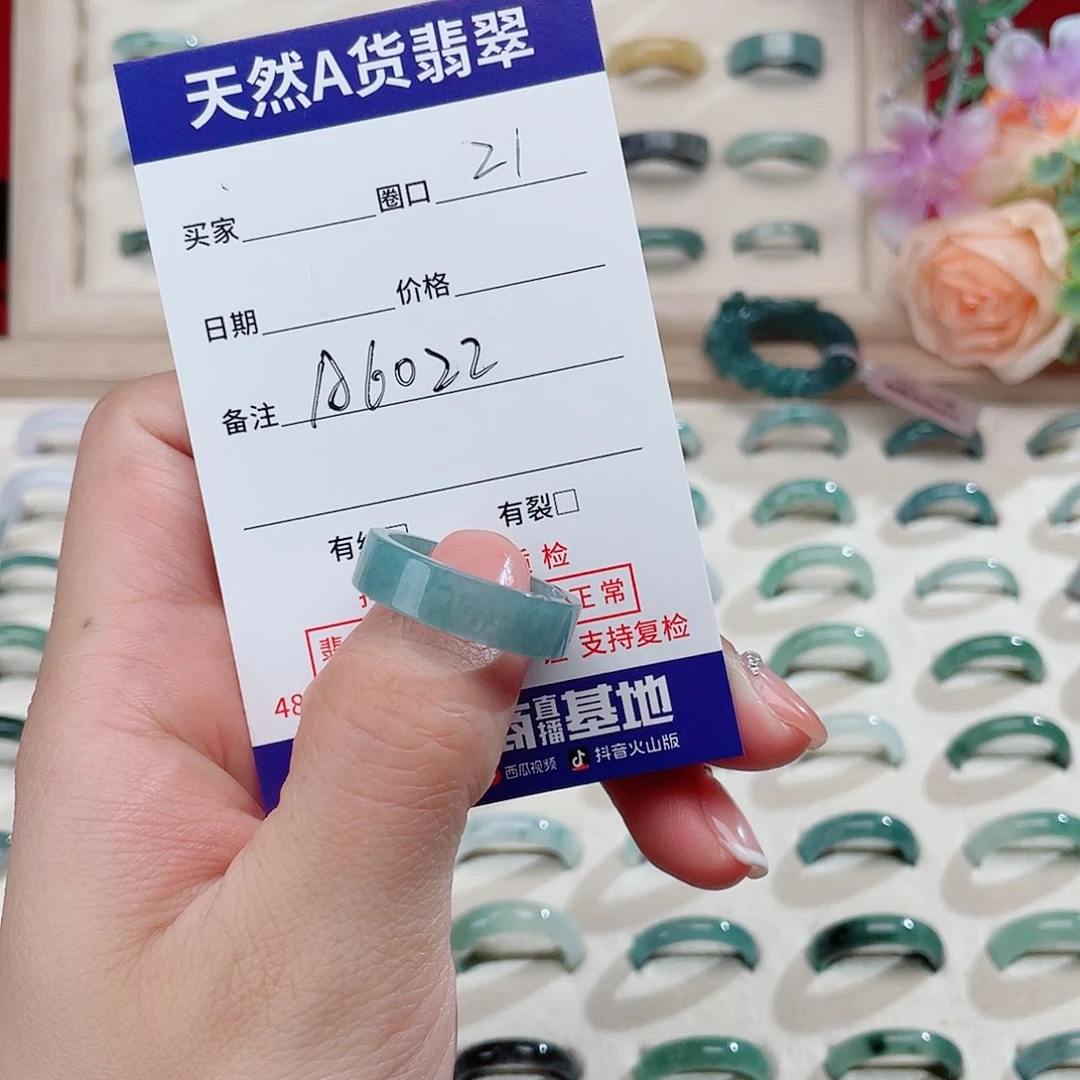 天然A货翡翠
买家 圈口 21
日期 价格
备注 A6022
有 有裂□
检
正常
支持复检
48
直播基地
西瓜视频 抖音火山版